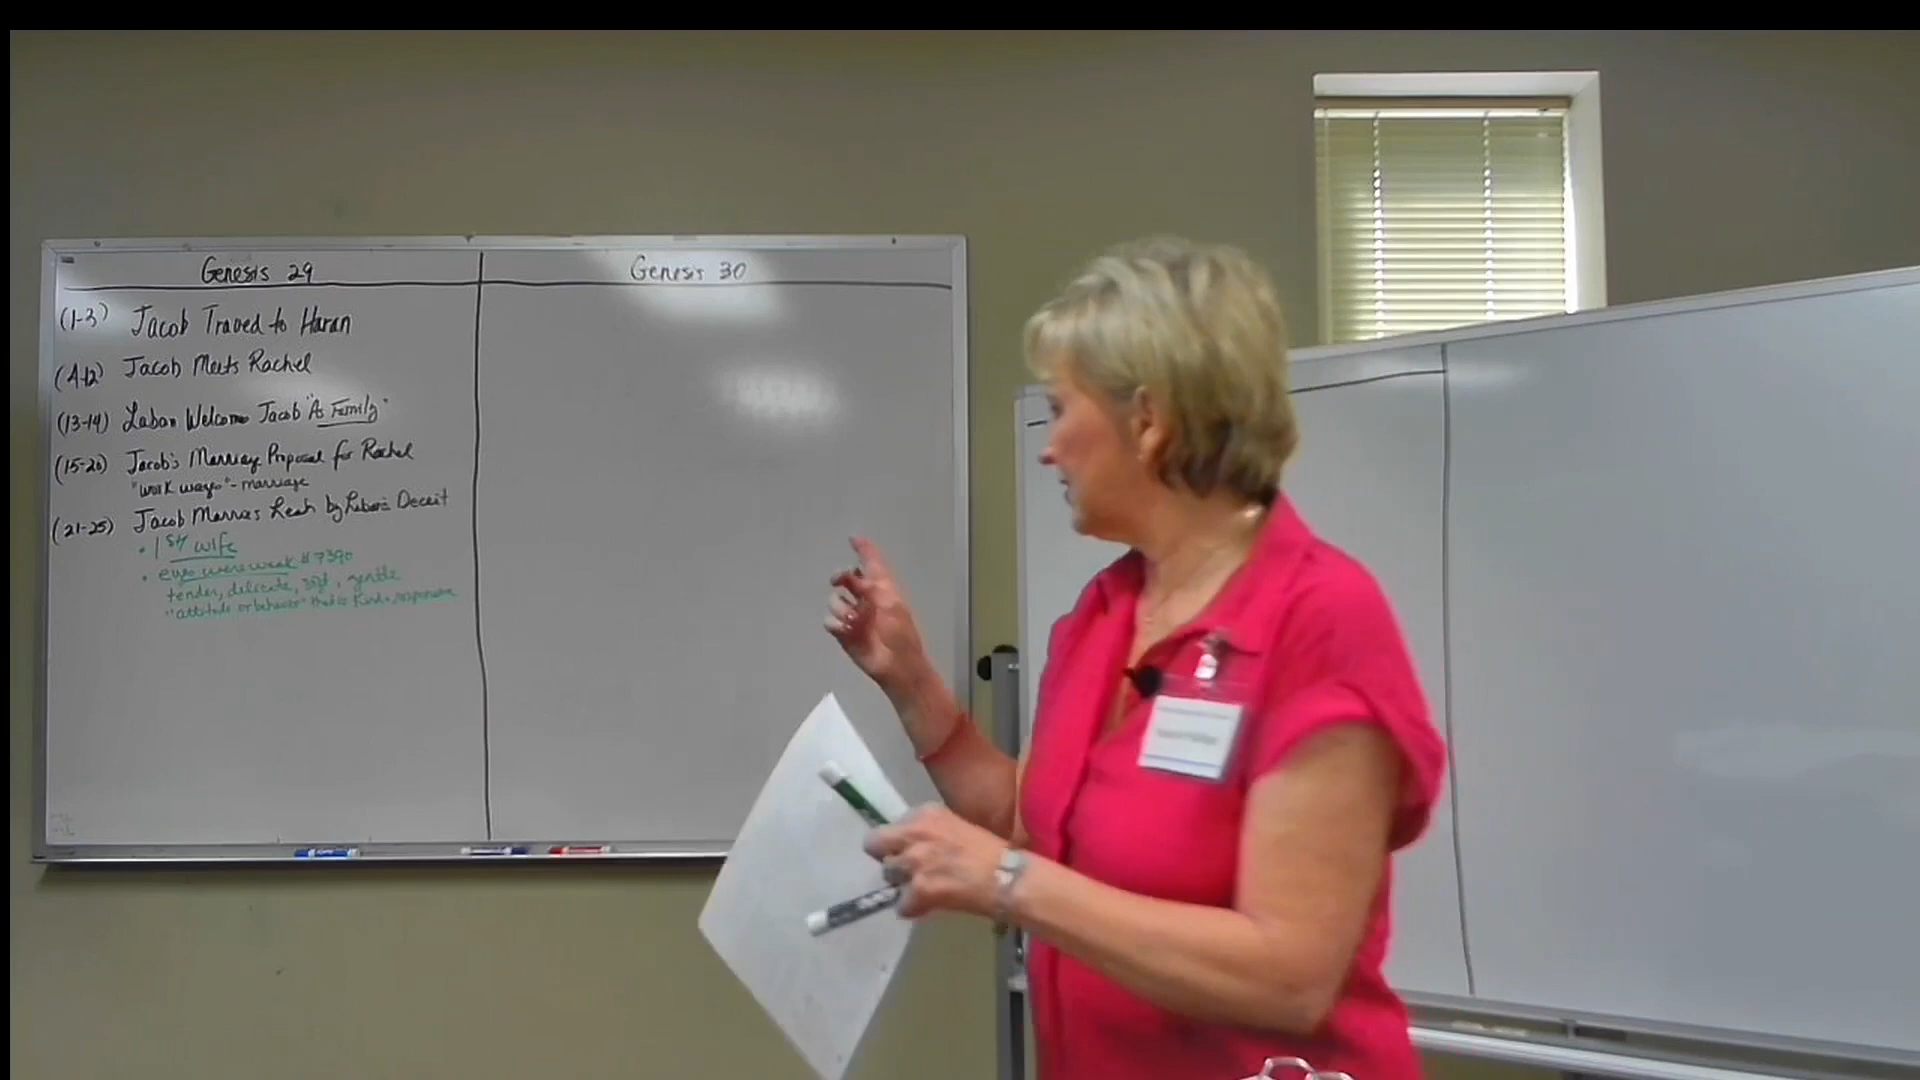 Genesis 29
Genesis 30
(1-3) Jacob Traved to Haran
(4-12) Jacob Meets Rachel
(13-14) Laban Welcomes Jacob "As Family"
(15-20) Jacob's Marriage Proposal for Rachel
"work wages" - marriage
(21-25) Jacob Marries Leah by Laban's Deceit
• 1st wife
• eyes were weak #7390
tender, delicate, soft, gentle
"attitude or behavior" that is kind + responsive